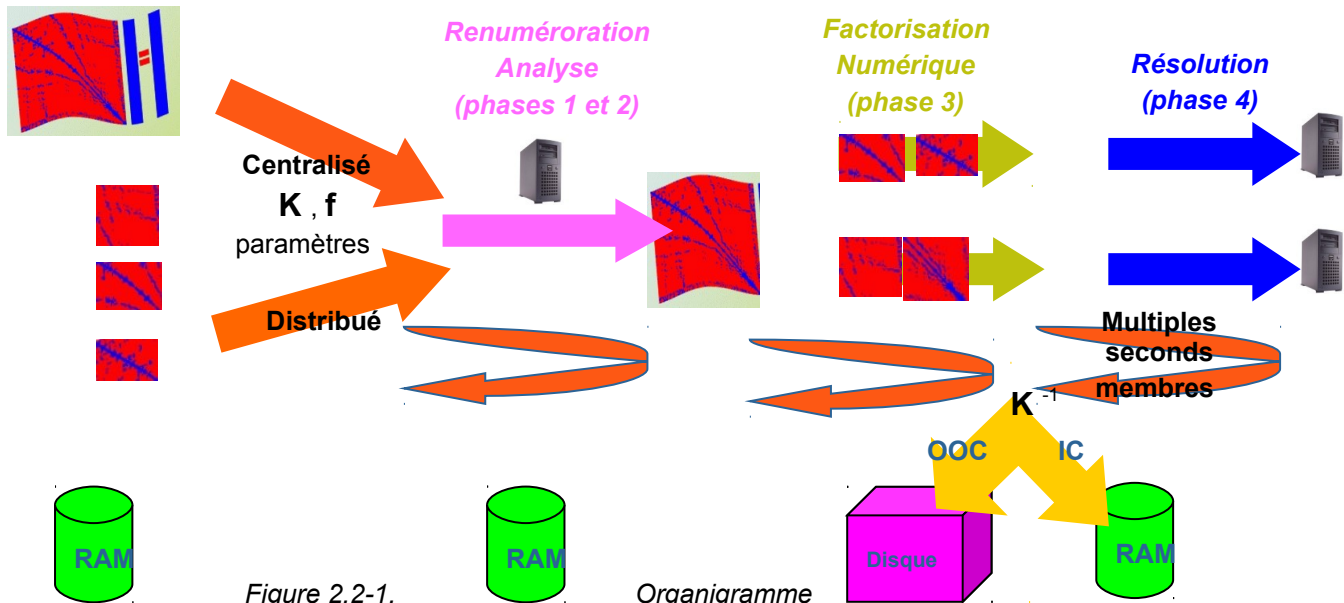 Renuméroration
Analyse
(phases 1 et 2)
Factorisation
Numérique
(phase 3)
Résolution
(phase 4)
Centralisé
K , f
paramètres
Distribué
Multiples
seconds
membres
K -1
OOC
IC
RAM
RAM
Disque
RAM
Figure 2.2-1.
Organigramme